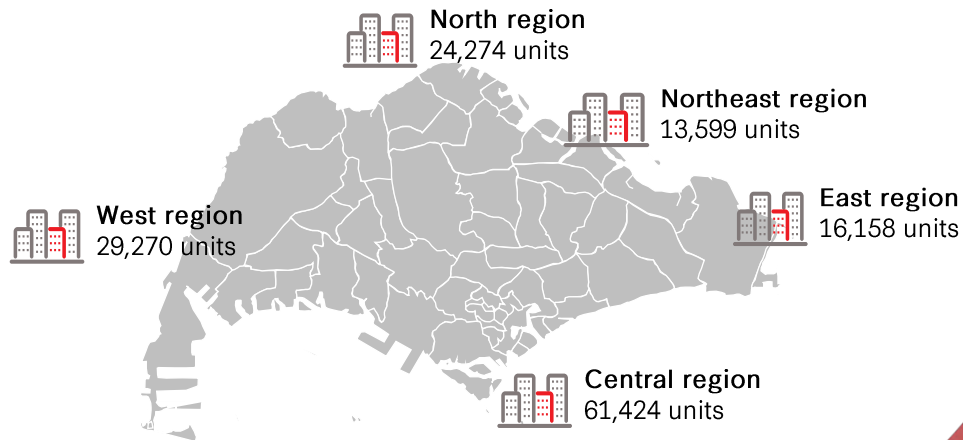 North region
24,274 units
Northeast region
13,599 units
East region
16,158 units
West region
29,270 units
Central region
61,424 units